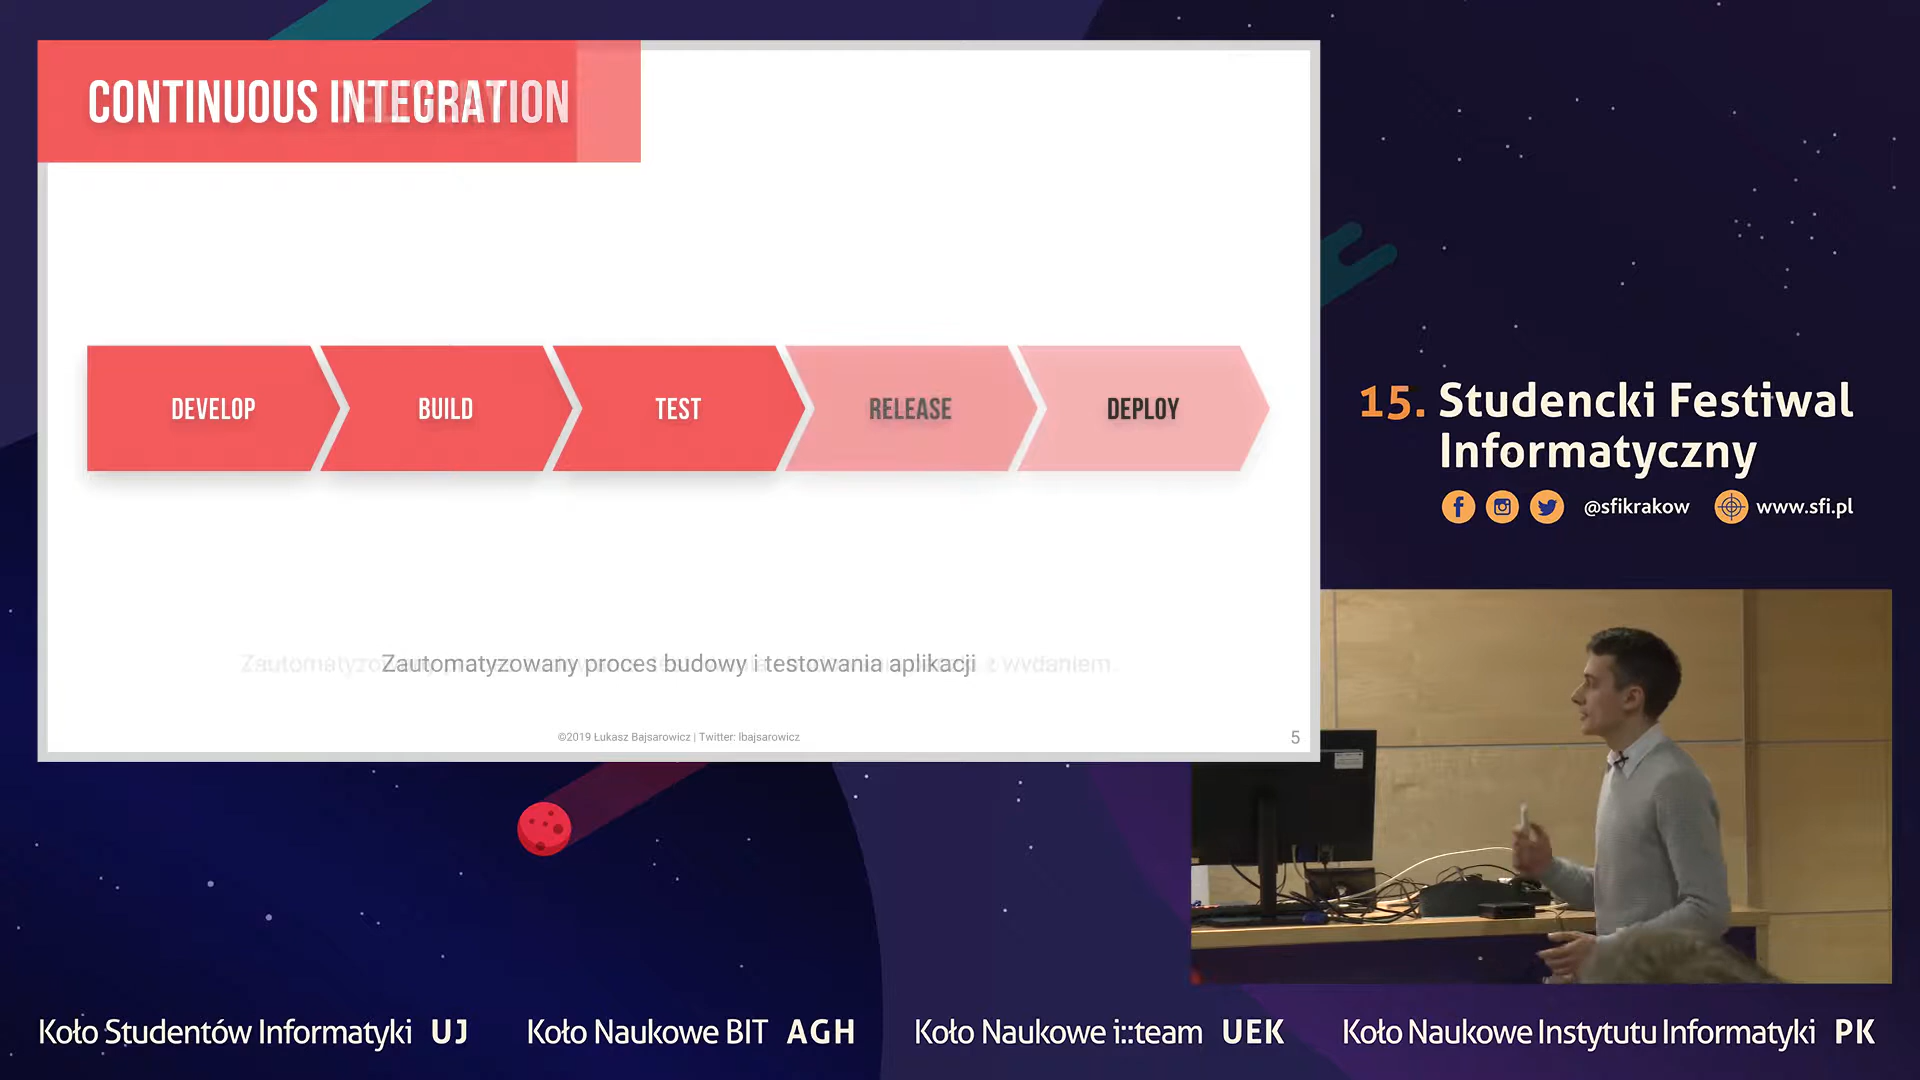 CONTINUOUS INTEGRATION
DEVELOP
BUILD
TEST
RELEASE
DEPLOY
Zautomatyzowany proces budowy i testowania aplikacji
z wydaniem.
©2019 Łukasz Bajsarowicz | Twitter: lbajsarowicz
5
15. Studencki Festiwal
Informatyczny
@sfikrakow
www.sfi.pl
Koło Studentów Informatyki UJ
Koło Naukowe BIT AGH
Koło Naukowe i::team UEK
Koło Naukowe Instytutu Informatyki PK